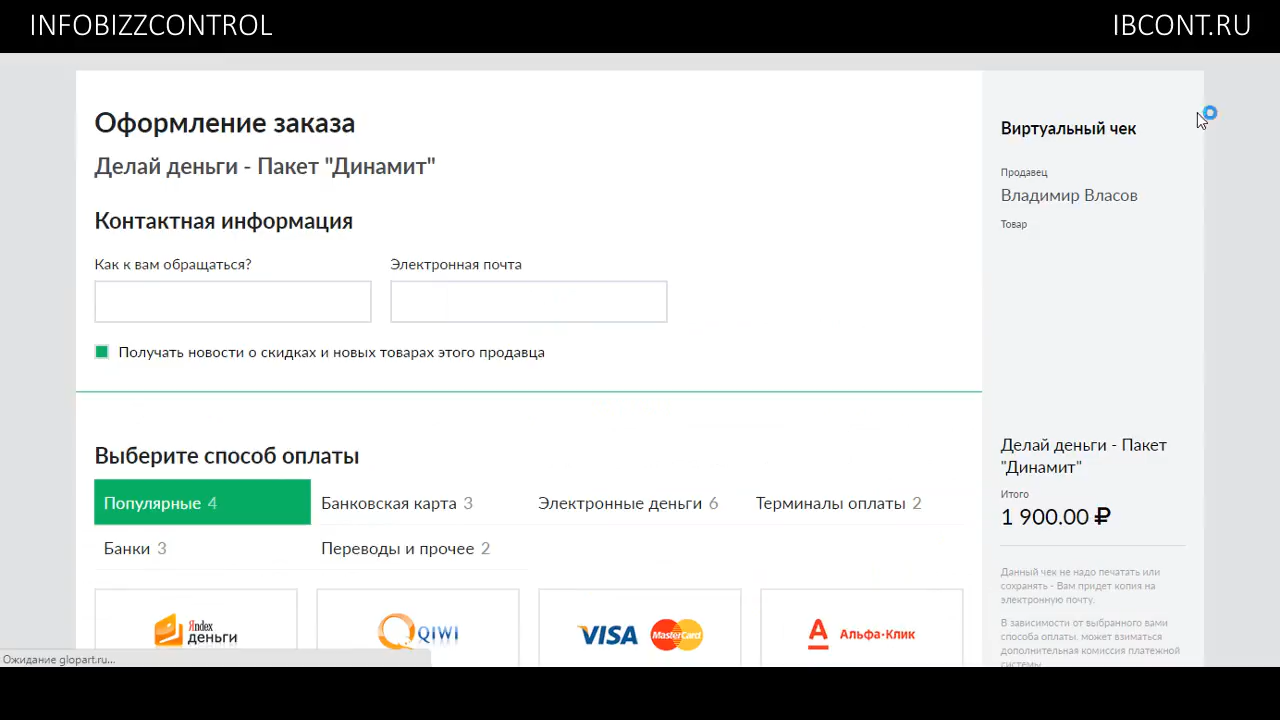 INFOBIZZCONTROL
IBCONT.RU
Оформление заказа
Делай деньги - Пакет "Динамит"
Контактная информация
Как к вам обращаться?
Электронная почта
Получать новости о скидках и новых товарах этого продавца
Выберите способ оплаты
Популярные 4
Банковская карта 3
Электронные деньги 6
Терминалы оплаты 2
Банки 3
Переводы и прочее 2
Яndex
деньги
QIWI
VISA
MasterCard
Альфа-Клик
Виртуальный чек
Продавец
Владимир Власов
Товар
Делай деньги - Пакет
"Динамит"
Итого
1 900.00 ₽
Данный чек не надо печатать или
сохранять - Вам придет копия на
электронную почту.
В зависимости от выбранного вами
способа оплаты, может взиматься
дополнительная комиссия платежной
системы.
Ожидание glopart.ru...